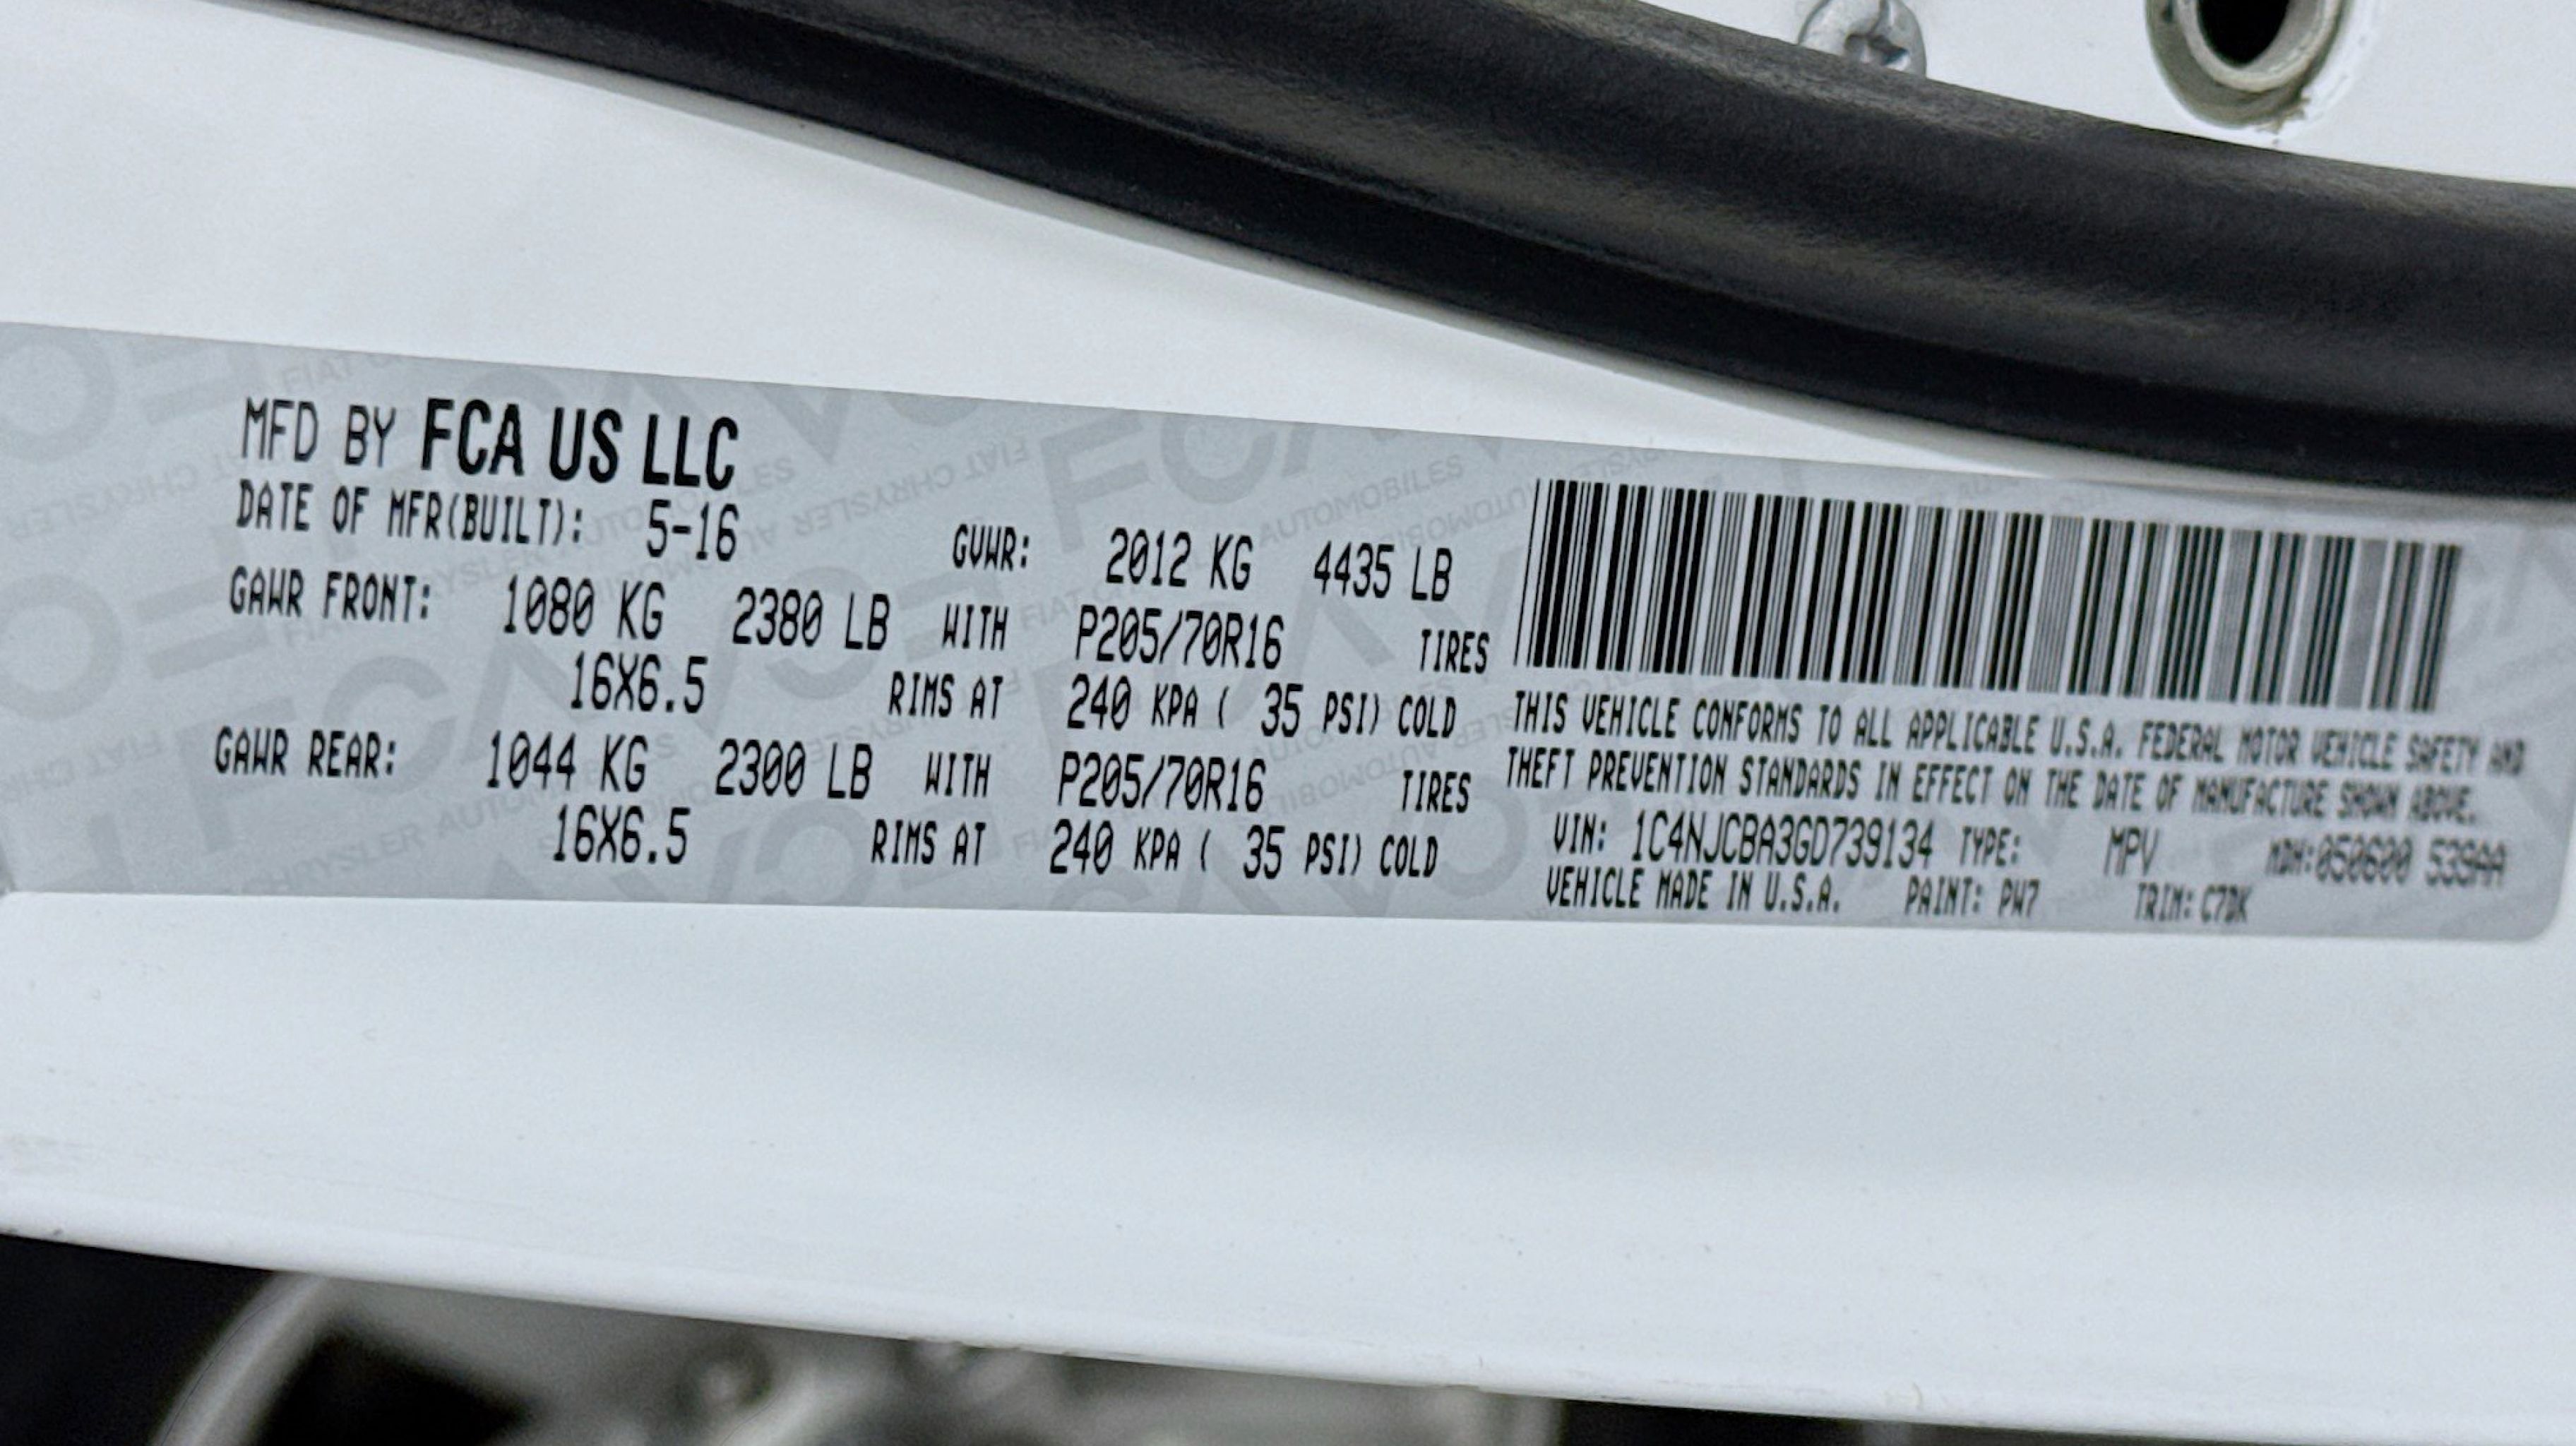 MFD BY FCA US LLC
DATE OF MFR(BUILT): 5-16 GVWR: 2012 KG 4435 LB
GAWR FRONT: 1080 KG 2380 LB WITH P205/70R16 TIRES
16X6.5 RIMS AT 240 KPA ( 35 PSI) COLD
GAWR REAR: 1044 KG 2300 LB WITH P205/70R16 TIRES
16X6.5 RIMS AT 240 KPA ( 35 PSI) COLD
THIS VEHICLE CONFORMS TO ALL APPLICABLE U.S.A. FEDERAL MOTOR VEHICLE SAFETY AND
THEFT PREVENTION STANDARDS IN EFFECT ON THE DATE OF MANUFACTURE SHOWN ABOVE.
VIN: 1C4NJCBA3GD739134 TYPE: MPV MDH:050600 539AA
VEHICLE MADE IN U.S.A. PAINT: PW7 TRIM: C7DK